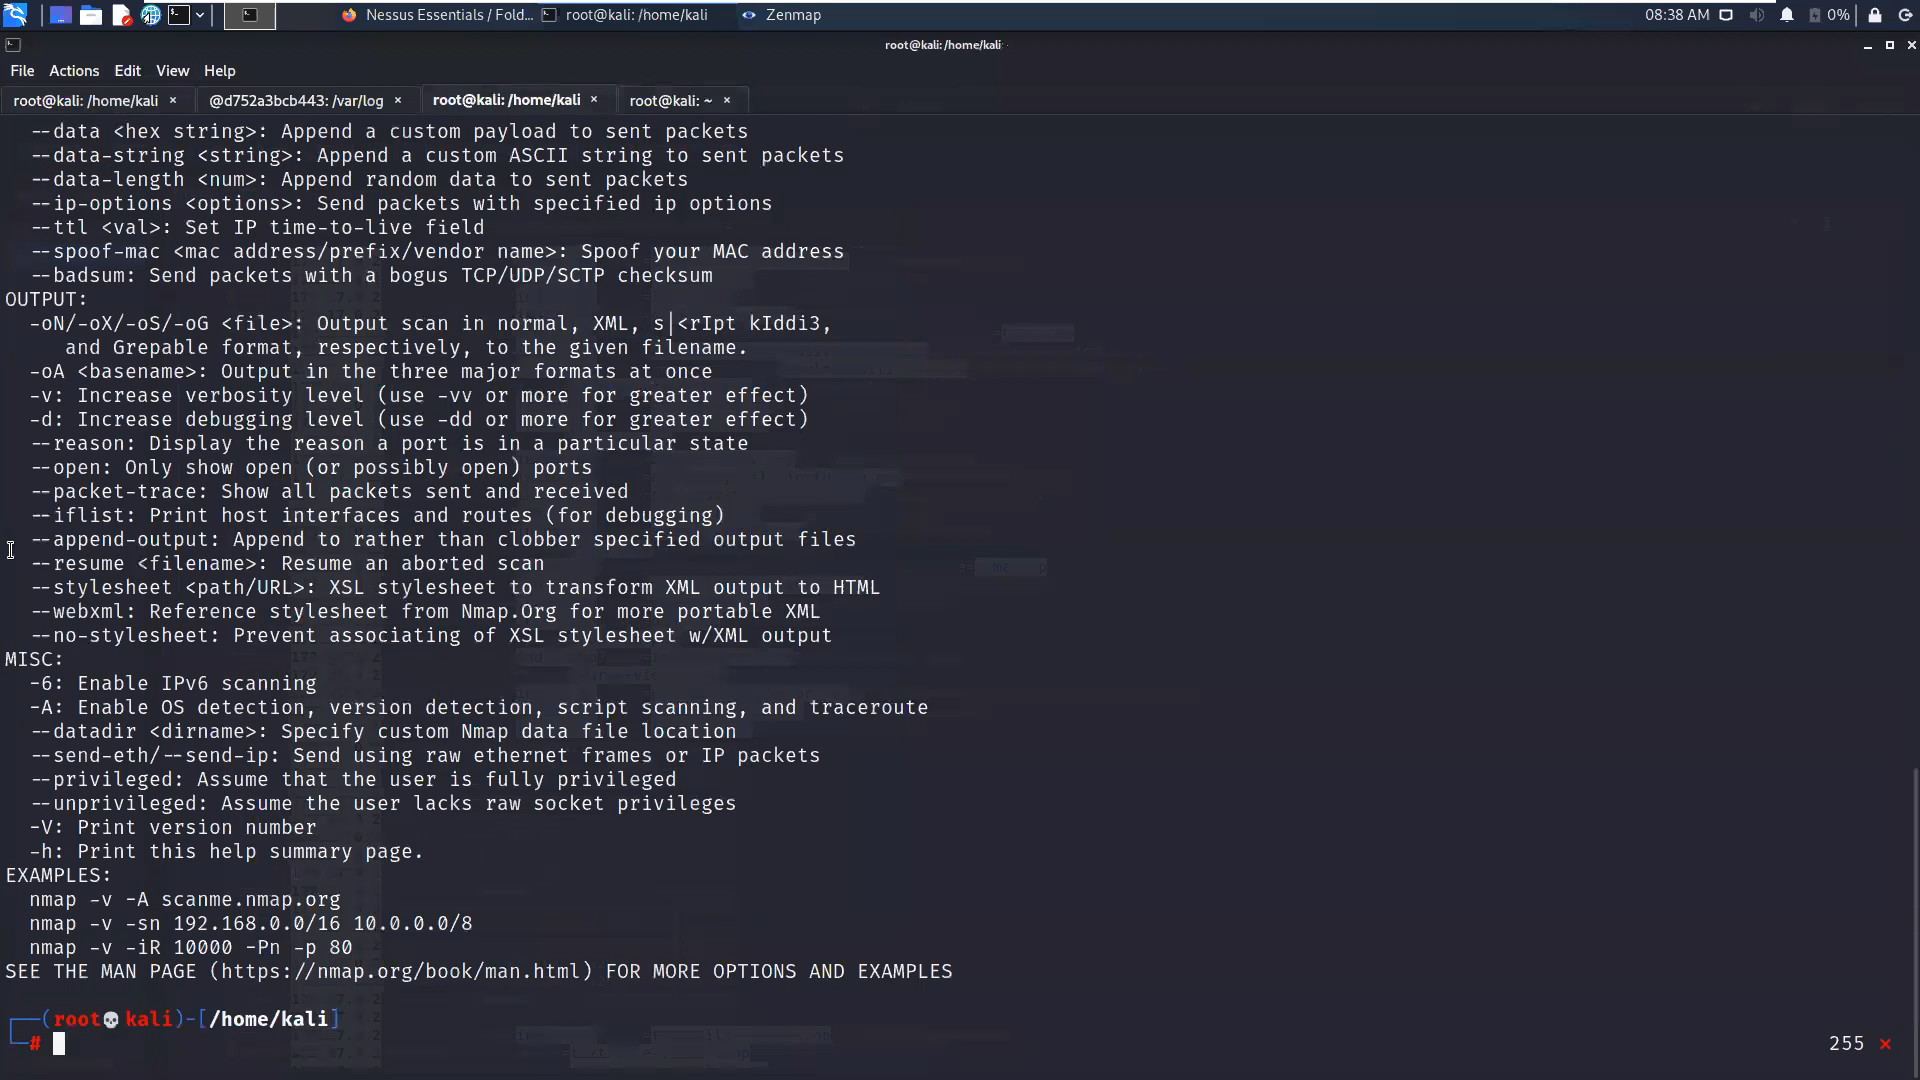 Nessus Essentials / Fold...
root@kali: /home/kali
Zenmap
08:38 AM
0%
root@kali: /home/kali
File Actions Edit View Help
root@kali: /home/kali ×
@d752a3bcb443: /var/log ×
root@kali: /home/kali ×
root@kali: ~ ×
--data <hex string>: Append a custom payload to sent packets
--data-string <string>: Append a custom ASCII string to sent packets
--data-length <num>: Append random data to sent packets
--ip-options <options>: Send packets with specified ip options
--ttl <val>: Set IP time-to-live field
--spoof-mac <mac address/prefix/vendor name>: Spoof your MAC address
--badsum: Send packets with a bogus TCP/UDP/SCTP checksum
OUTPUT:
-oN/-oX/-oS/-oG <file>: Output scan in normal, XML, s|<rIpt kIddi3,
and Grepable format, respectively, to the given filename.
-oA <basename>: Output in the three major formats at once
-v: Increase verbosity level (use -vv or more for greater effect)
-d: Increase debugging level (use -dd or more for greater effect)
--reason: Display the reason a port is in a particular state
--open: Only show open (or possibly open) ports
--packet-trace: Show all packets sent and received
--iflist: Print host interfaces and routes (for debugging)
--append-output: Append to rather than clobber specified output files
--resume <filename>: Resume an aborted scan
--stylesheet <path/URL>: XSL stylesheet to transform XML output to HTML
--webxml: Reference stylesheet from Nmap.Org for more portable XML
--no-stylesheet: Prevent associating of XSL stylesheet w/XML output
MISC:
-6: Enable IPv6 scanning
-A: Enable OS detection, version detection, script scanning, and traceroute
--datadir <dirname>: Specify custom Nmap data file location
--send-eth/--send-ip: Send using raw ethernet frames or IP packets
--privileged: Assume that the user is fully privileged
--unprivileged: Assume the user lacks raw socket privileges
-V: Print version number
-h: Print this help summary page.
EXAMPLES:
nmap -v -A scanme.nmap.org
nmap -v -sn 192.168.0.0/16 10.0.0.0/8
nmap -v -iR 10000 -Pn -p 80
SEE THE MAN PAGE (https://nmap.org/book/man.html) FOR MORE OPTIONS AND EXAMPLES
┌──(root💀kali)-[/home/kali]
└─# 255 ⨯